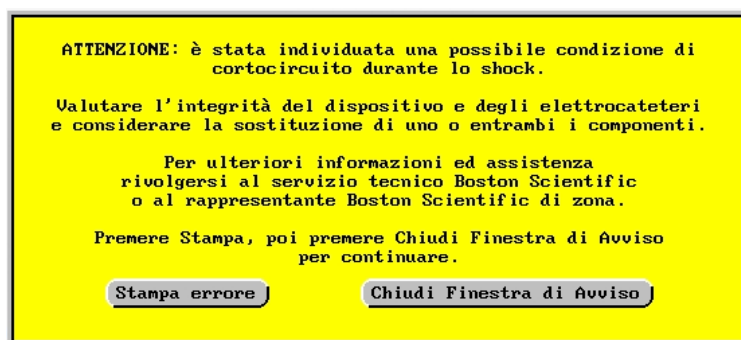 ATTENZIONE: è stata individuata una possibile condizione di
cortocircuito durante lo shock.
Valutare l'integrità del dispositivo e degli elettrocateteri
e considerare la sostituzione di uno o entrambi i componenti.
Per ulteriori informazioni ed assistenza
rivolgersi al servizio tecnico Boston Scientific
o al rappresentante Boston Scientific di zona.
Premere Stampa, poi premere Chiudi Finestra di Avviso
per continuare.
Stampa errore Chiudi Finestra di Avviso